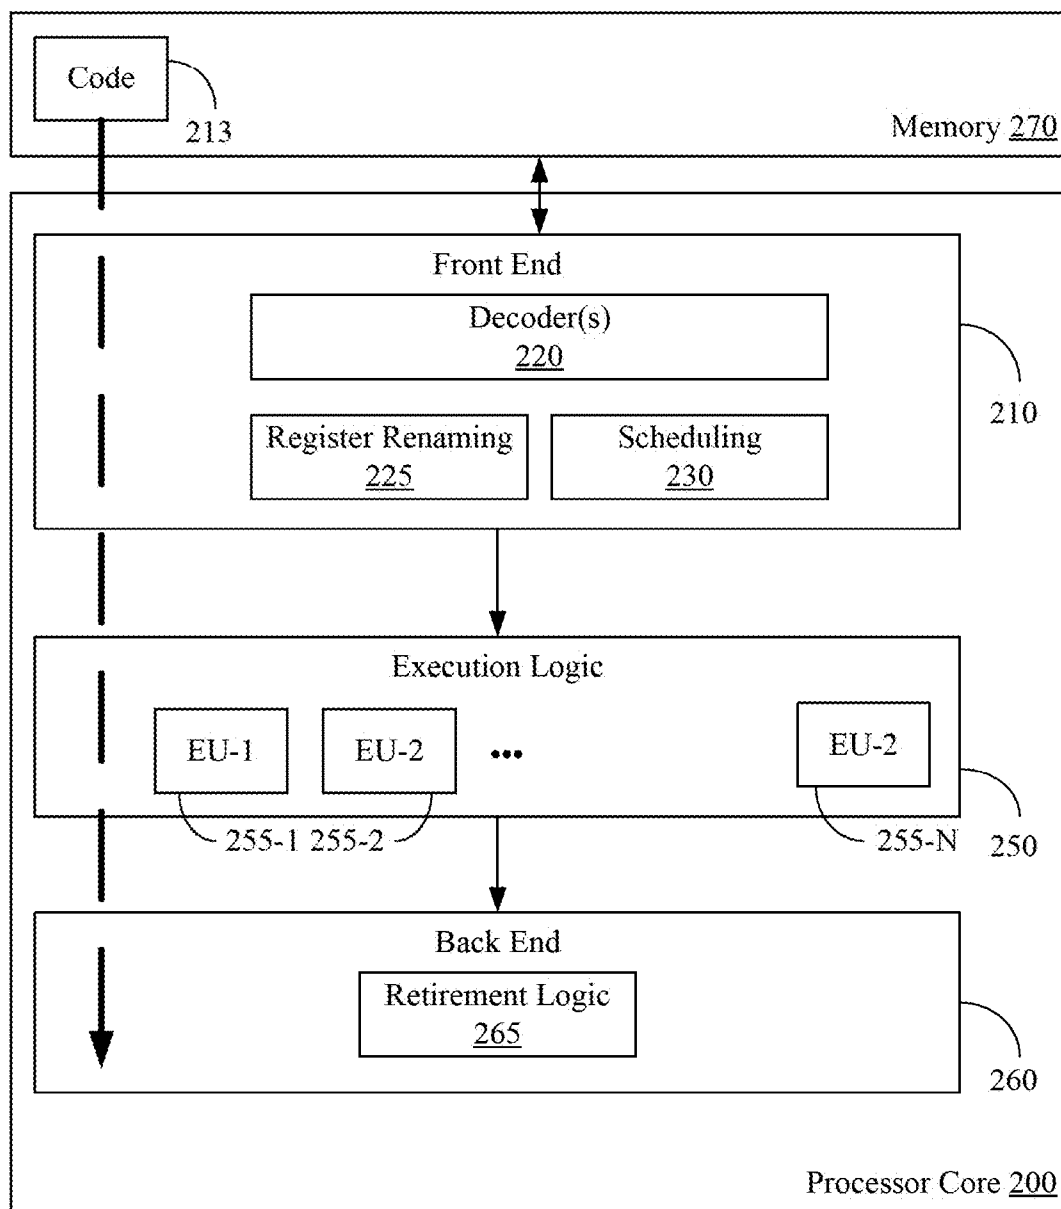 Code
213
Memory 270
Front End
Decoder(s)
220
210
Register Renaming
225
Scheduling
230
Execution Logic
EU-1
EU-2
•••
EU-2
255-1
255-2
255-N
250
Back End
Retirement Logic
265
260
Processor Core 200